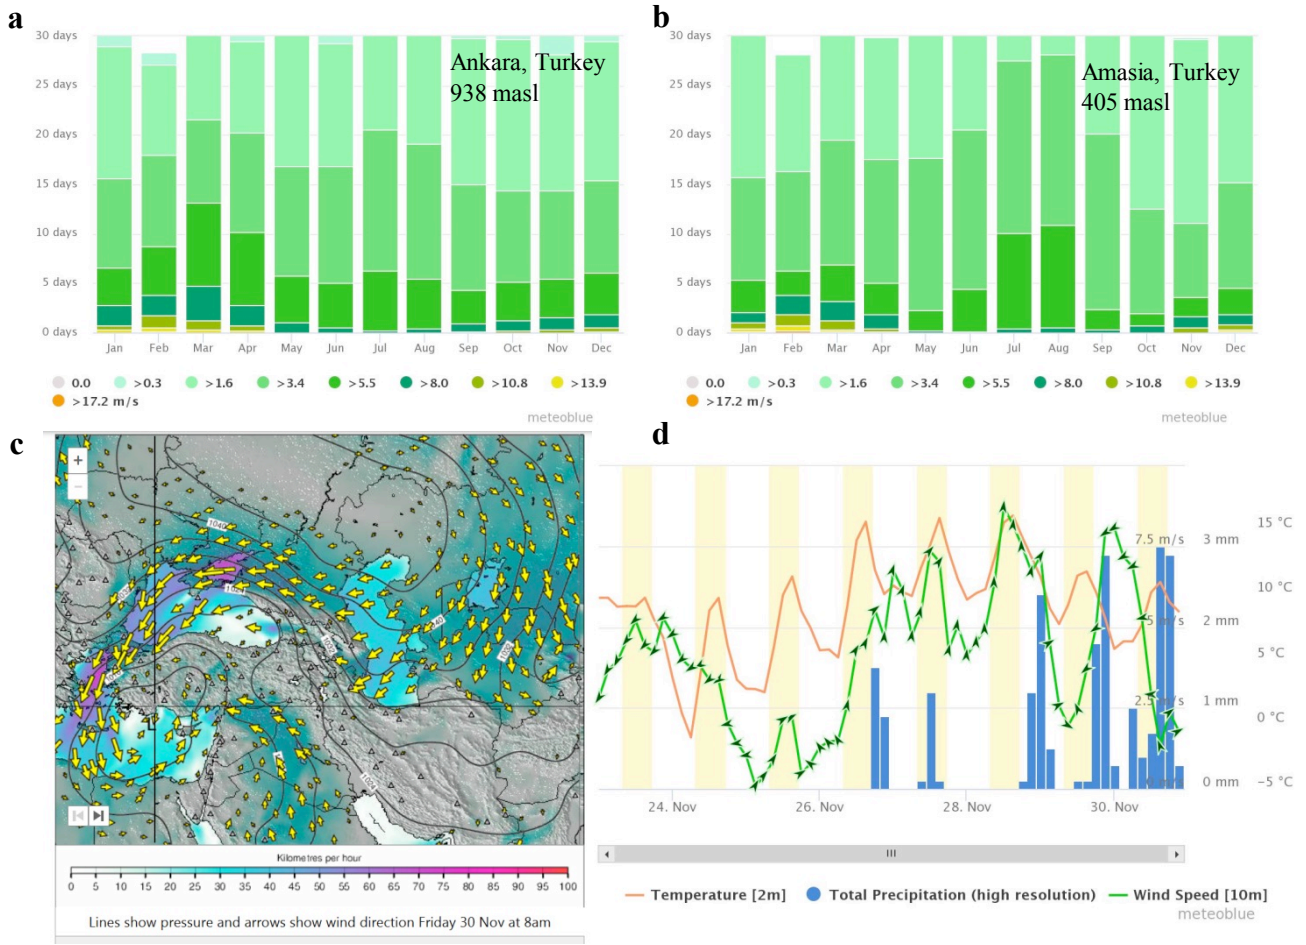 a
30 days
25 days
20 days
15 days
10 days
5 days
0 days
Ankara, Turkey
938 masl
Jan Feb Mar Apr May Jun Jul Aug Sep Oct Nov Dec
0.0 >0.3 >1.6 >3.4 >5.5 >8.0 >10.8 >13.9
>17.2 m/s
meteoblue
b
30 days
25 days
20 days
15 days
10 days
5 days
0 days
Amasia, Turkey
405 masl
Jan Feb Mar Apr May Jun Jul Aug Sep Oct Nov Dec
0.0 >0.3 >1.6 >3.4 >5.5 >8.0 >10.8 >13.9
>17.2 m/s
meteoblue
c
+
−
1040
1024
1020
1020
Kilometres per hour
0 5 10 15 20 25 30 35 40 45 50 55 60 65 70 75 80 85 90 95 100
Lines show pressure and arrows show wind direction Friday 30 Nov at 8am
d
15 °C
7.5 m/s 3 mm
10 °C
5 m/s 2 mm
5 °C
2.5 m/s 1 mm
0 °C
0 m/s 0 mm
-5 °C
24. Nov 26. Nov 28. Nov 30. Nov
Temperature [2m] Total Precipitation (high resolution) Wind Speed [10m]
meteoblue